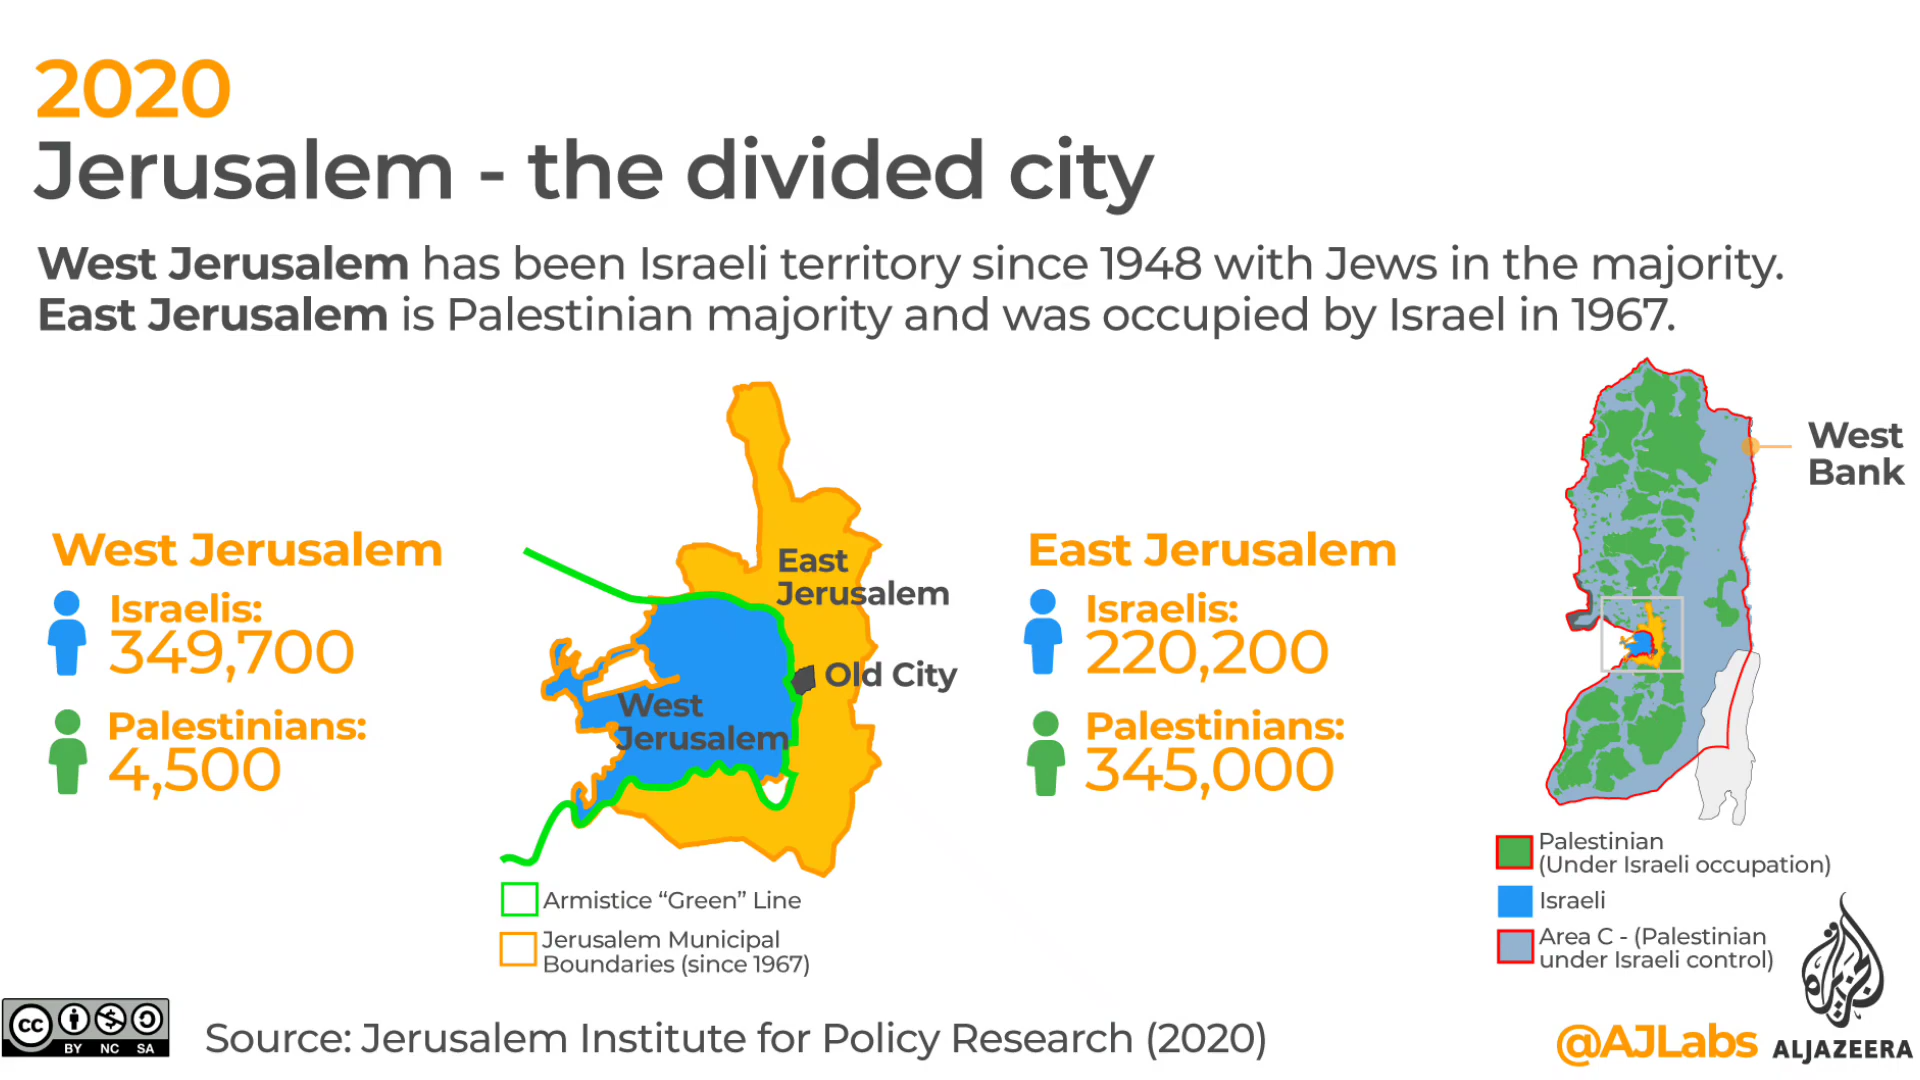 2020
Jerusalem - the divided city
West Jerusalem has been Israeli territory since 1948 with Jews in the majority.
East Jerusalem is Palestinian majority and was occupied by Israel in 1967.
West Jerusalem
Israelis:
349,700
Palestinians:
4,500
East
Jerusalem
Old City
West
Jerusalem
Armistice “Green” Line
Jerusalem Municipal
Boundaries (since 1967)
East Jerusalem
Israelis:
220,200
Palestinians:
345,000
West
Bank
Palestinian
(Under Israeli occupation)
Israeli
Area C - (Palestinian
under Israeli control)
cc
BY NC SA
Source: Jerusalem Institute for Policy Research (2020)
@AJLabs
الجزيرة
ALJAZEERA